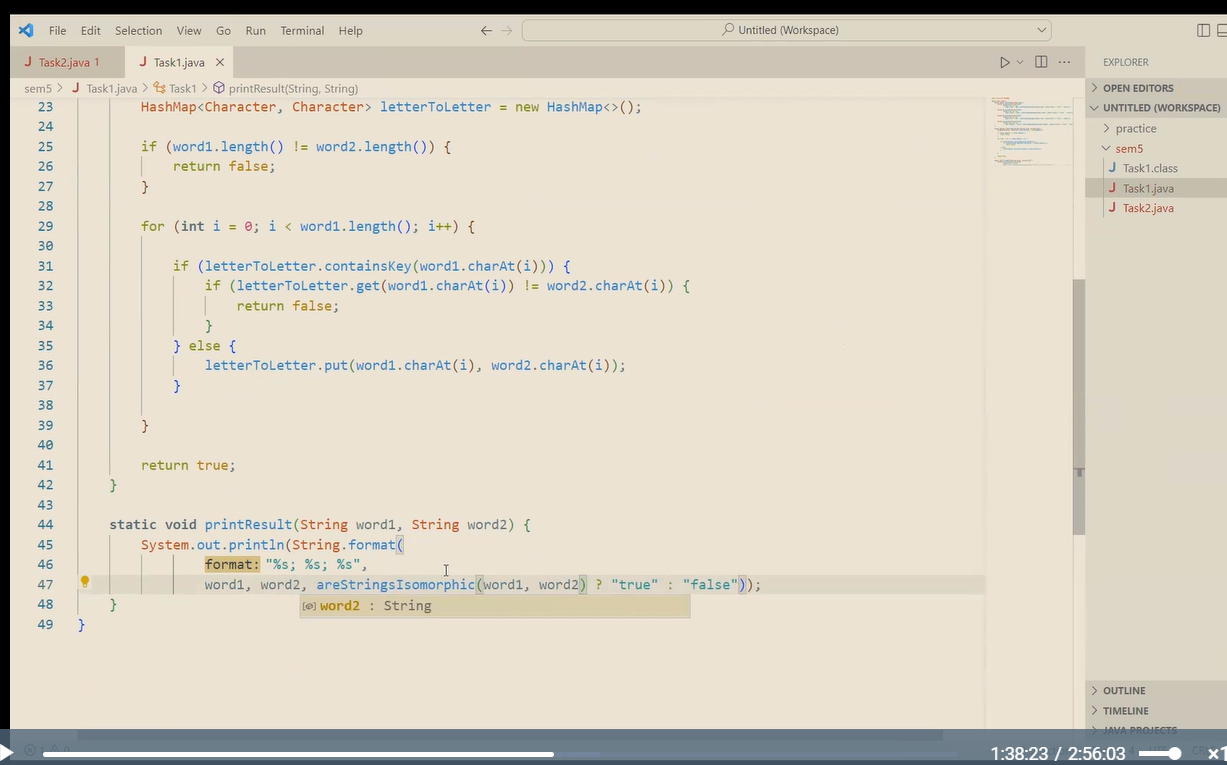 File Edit Selection View Go Run Terminal Help
Untitled (Workspace)
Task2.java 1
Task1.java
EXPLORER
sem5 > Task1.java > Task1 > printResult(String, String)
OPEN EDITORS
UNTITLED (WORKSPACE)
practice
sem5
Task1.class
Task1.java
Task2.java
23 HashMap<Character, Character> letterToLetter = new HashMap<>();
24
25 if (word1.length() != word2.length()) {
26 return false;
27 }
28
29 for (int i = 0; i < word1.length(); i++) {
30
31 if (letterToLetter.containsKey(word1.charAt(i))) {
32 if (letterToLetter.get(word1.charAt(i)) != word2.charAt(i)) {
33 return false;
34 }
35 } else {
36 letterToLetter.put(word1.charAt(i), word2.charAt(i));
37 }
38
39 }
40
41 return true;
42 }
43
44 static void printResult(String word1, String word2) {
45 System.out.println(String.format(
46 format: "%s; %s; %s",
47 word1, word2, areStringsIsomorphic(word1, word2) ? "true" : "false"));
48 }
word2 : String
49 }
OUTLINE
TIMELINE
JAVA PROJECTS
1:38:23 / 2:56:03